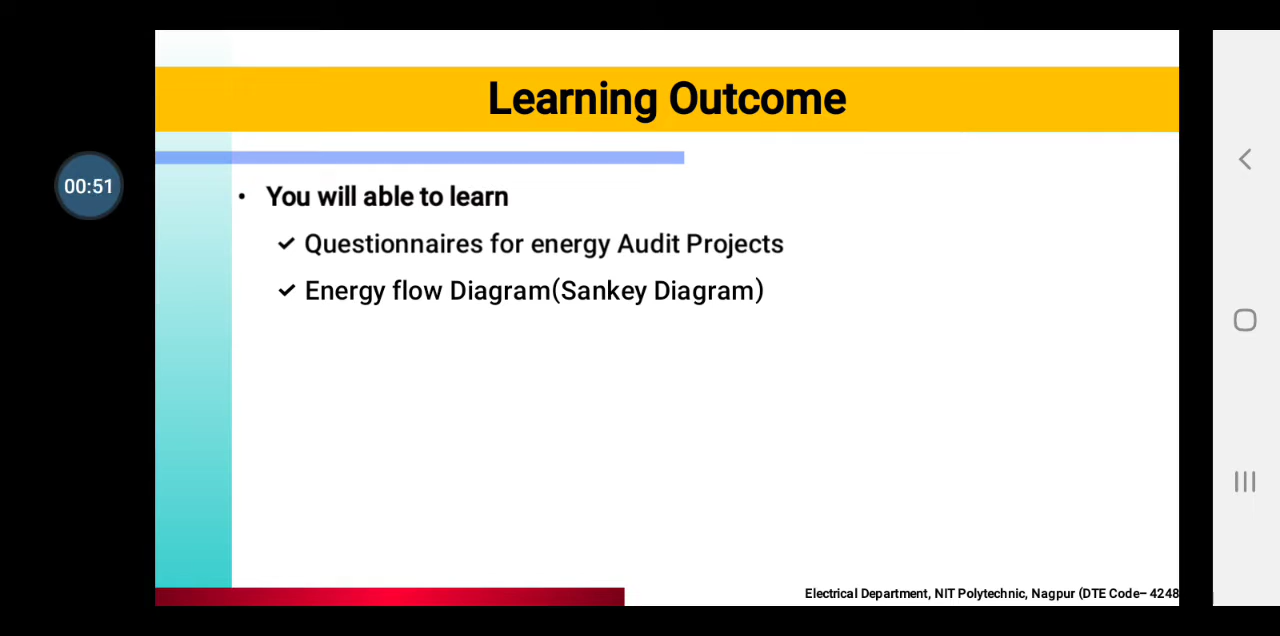 Learning Outcome
00:51
• You will able to learn
✓ Questionnaires for energy Audit Projects
✓ Energy flow Diagram(Sankey Diagram)
Electrical Department, NIT Polytechnic, Nagpur (DTE Code– 4248